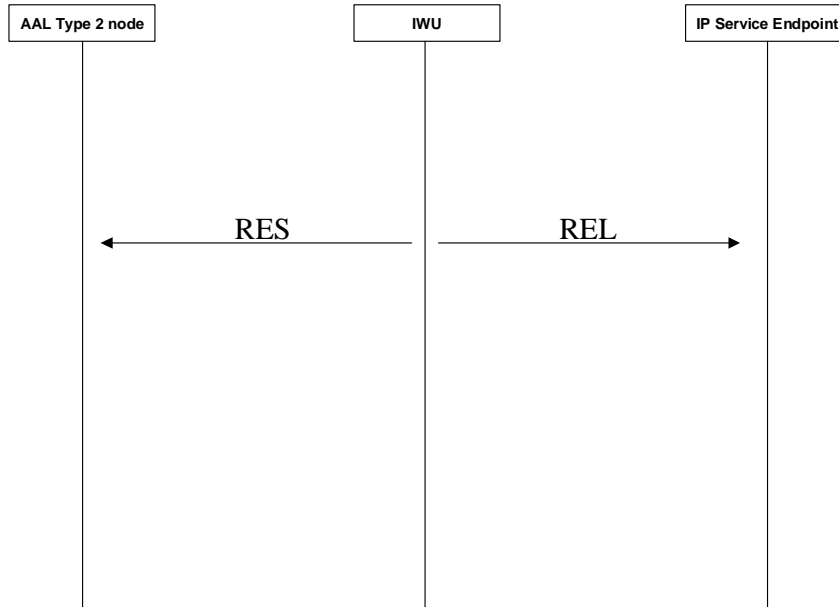 AAL Type 2 node
IWU
IP Service Endpoint
RES
REL